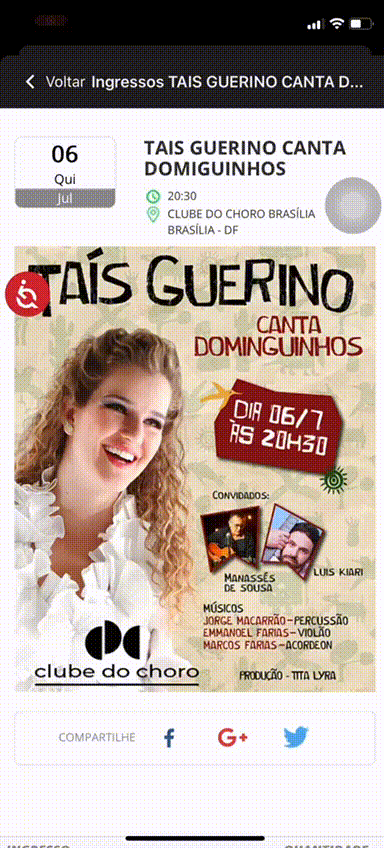 Voltar Ingressos TAIS GUERINO CANTA D...
06
Qui
Jul
TAIS GUERINO CANTA
DOMIGUINHOS
20:30
CLUBE DO CHORO BRASÍLIA
BRASÍLIA - DF
TAÍS GUERINO
CANTA
DOMINGUINHOS
DIA 06/7
ÀS 20H30
CONVIDADOS:
MANASSÉS
DE SOUSA
LUIS KIARI
MÚSICOS
JORGE MACARRÃO-PERCUSSÃO
EMMANOEL FARIAS-VIOLÃO
MARCOS FARIAS-ACORDEON
clube do choro
PRODUÇÃO - TITA LYRA
COMPARTILHE
INGRESSO QUANTIDADE